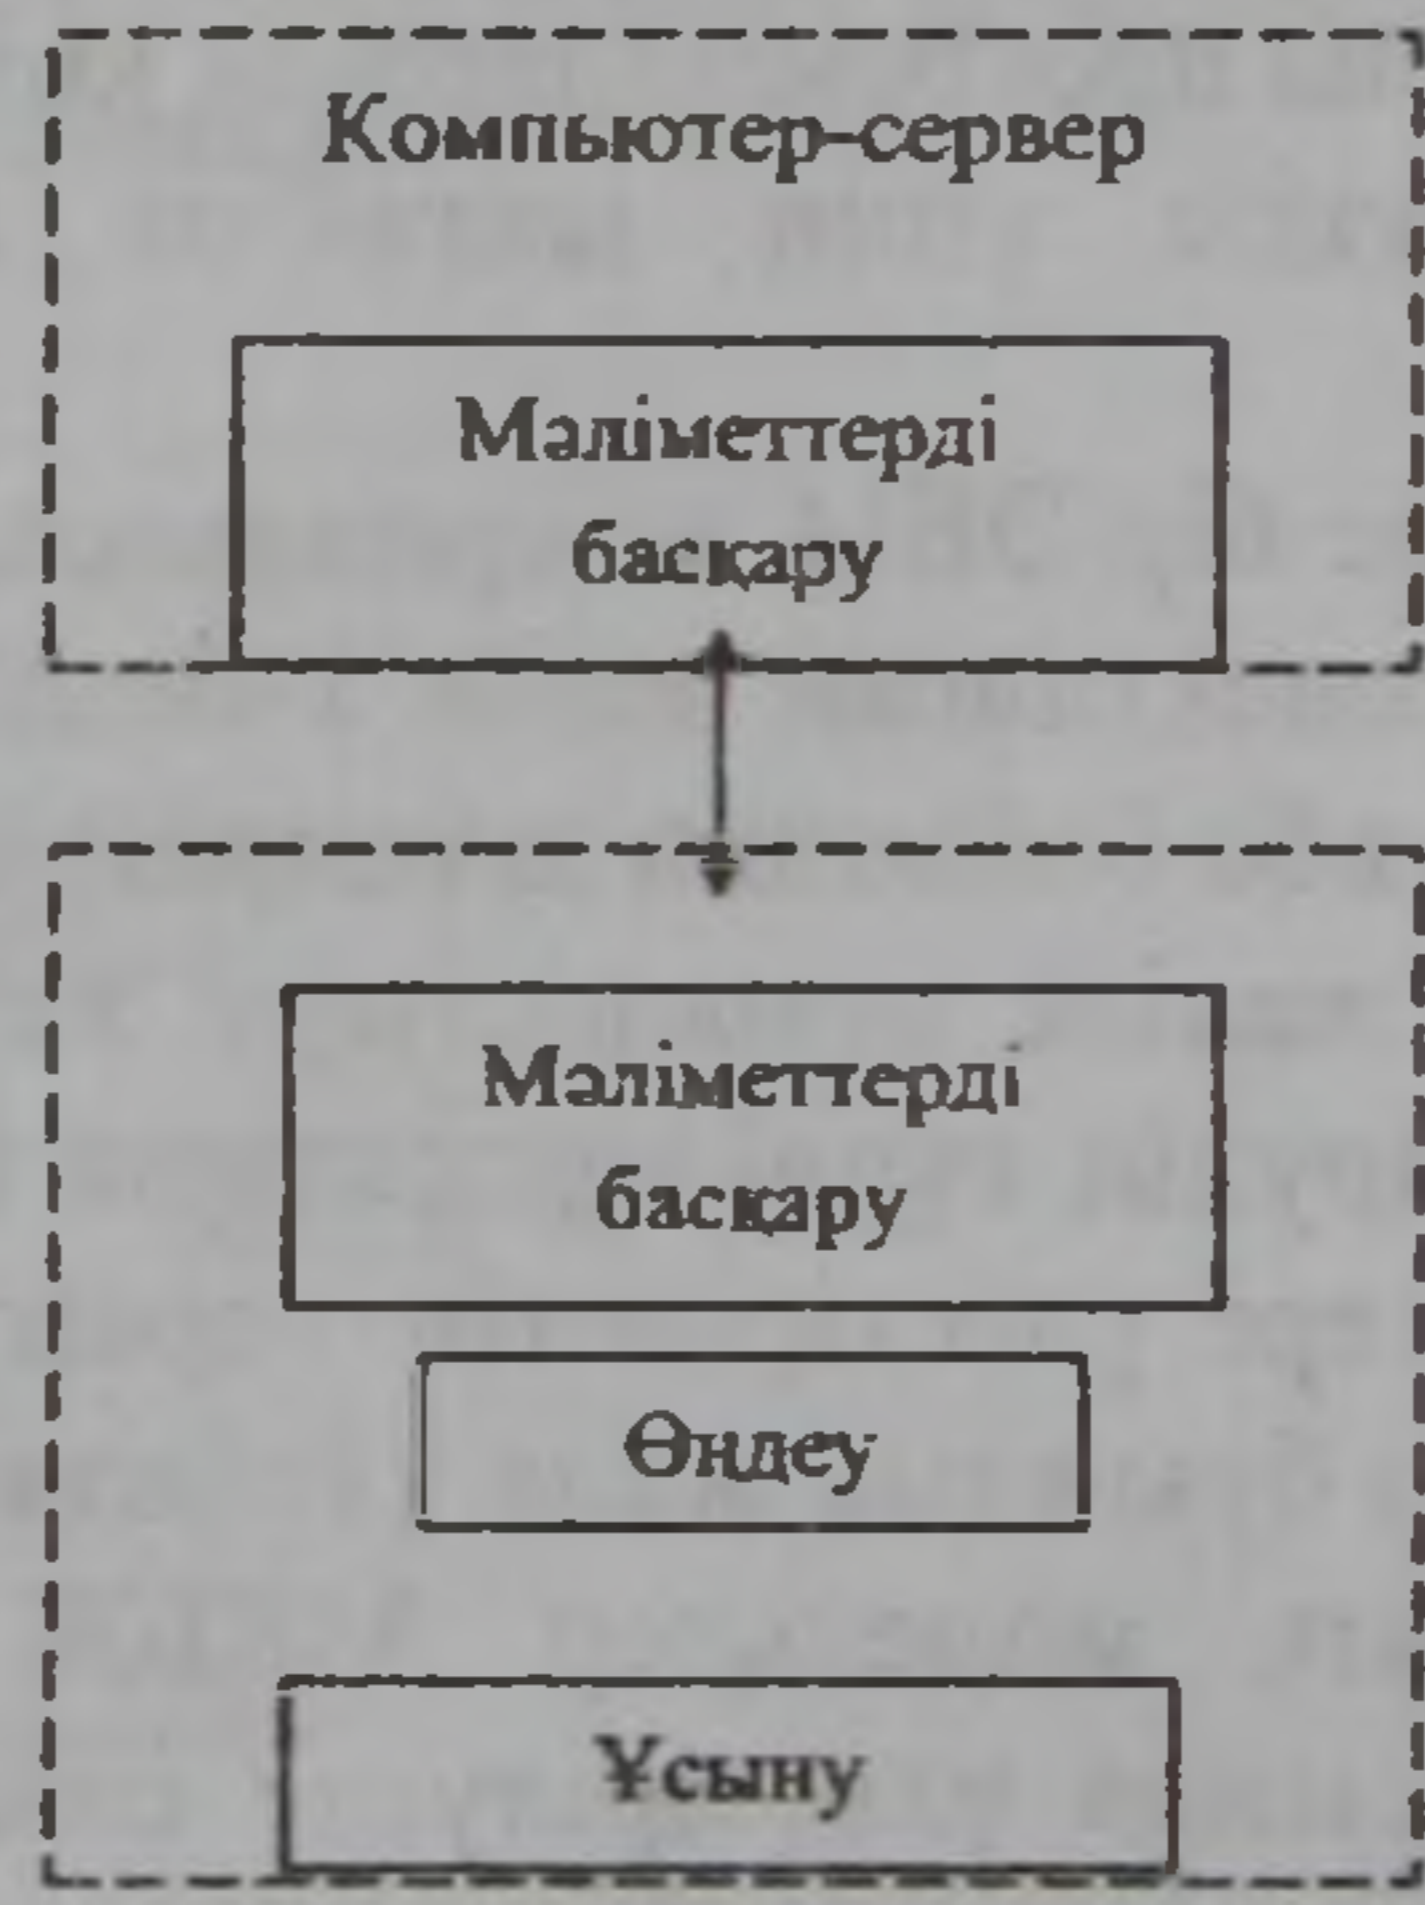 Компьютер-сервер
Мәліметтерді
басқару
Мәліметтерді
басқару
Өңдеу
Ұсыну